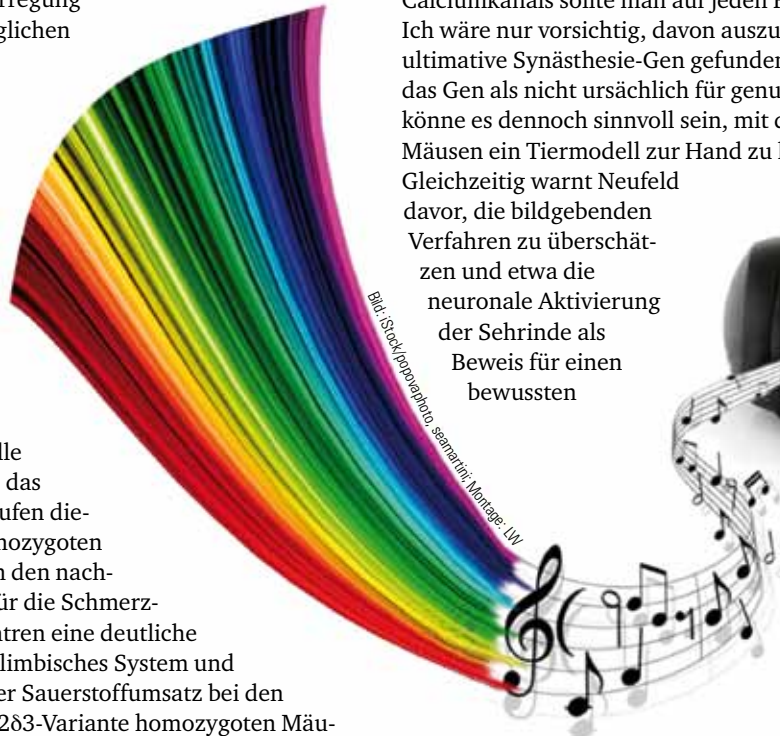 rregung
glichen
lle
das
ufen die-
mozygoten
n den nach-
ür die Schmerz-
ntren eine deutliche
limbisches System und
er Sauerstoffumsatz bei den
2δ3-Variante homozygoten Mäu-
Calciumkanals sollte man auf jeden
Ich wäre nur vorsichtig, davon auszu
ultimative Synästhesie-Gen gefunden
das Gen als nicht ursächlich für genu
könne es dennoch sinnvoll sein, mit
Mäusen ein Tiermodell zur Hand zu
Gleichzeitig warnt Neufeld
davor, die bildgebenden
Verfahren zu überschät-
zen und etwa die
neuronale Aktivierung
der Sehrinde als
Beweis für einen
bewussten
Bild: iStock/popovaphoto, seamartini; Montage: LW